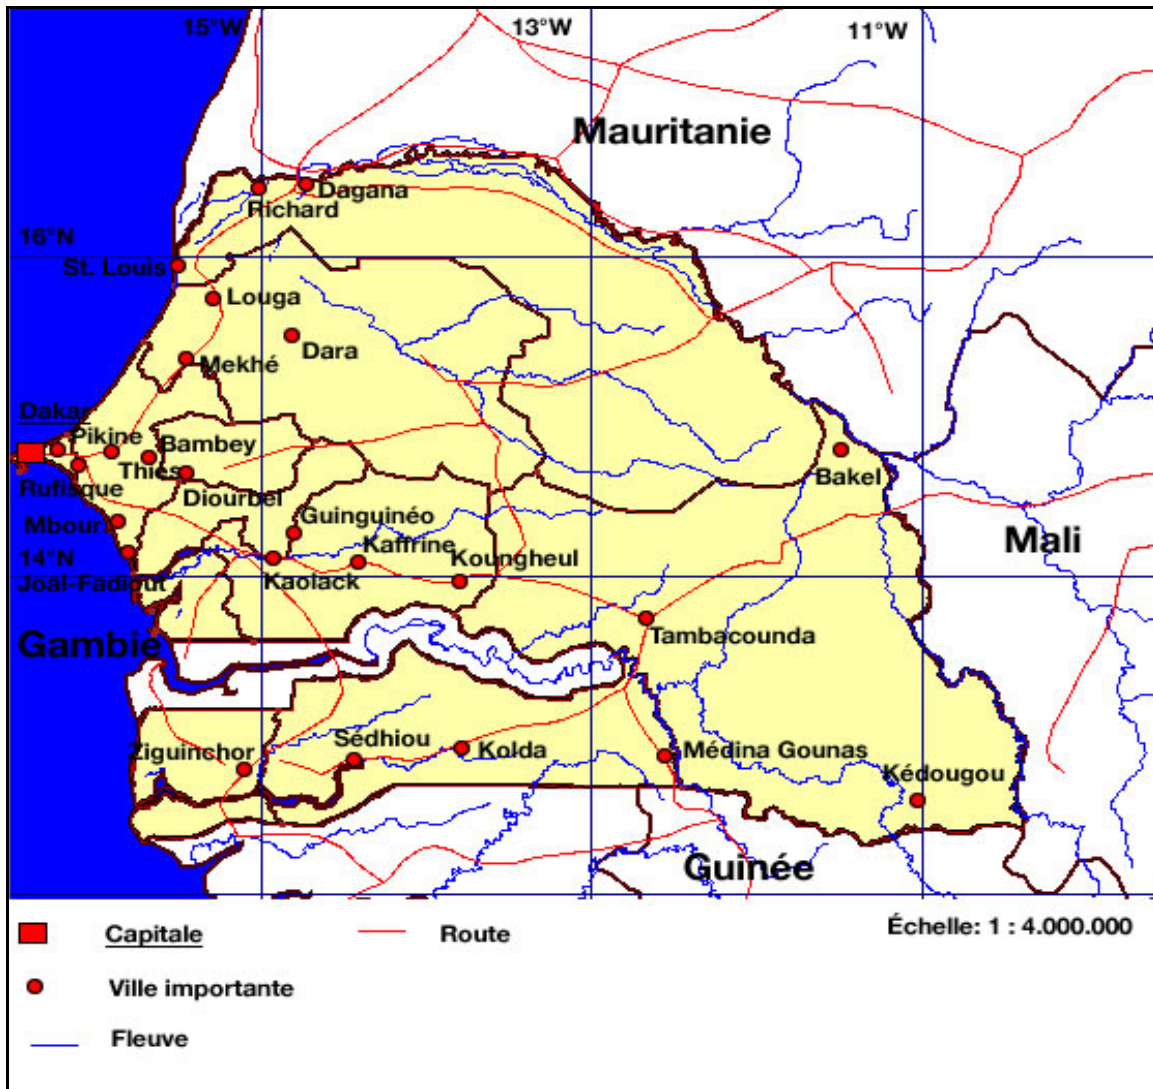 15°W
13°W
11°W
Mauritanie
Dagana
Richard
16°N
St. Louis
Louga
Dara
Mekhé
Dakar
Pikine
Bambey
Thiès
Bakel
Rufisque
Diourbel
Guinguinéo
Mbour
Mali
Kaffrine
Koungheul
14°N
Joal-Fadiout
Kaolack
Tambacounda
Gambie
Sédhiou
Kolda
Ziguinchor
Médina Gounas
Kédougou
Guinée
Capitale
Route
Échelle: 1 : 4.000.000
Ville importante
Fleuve